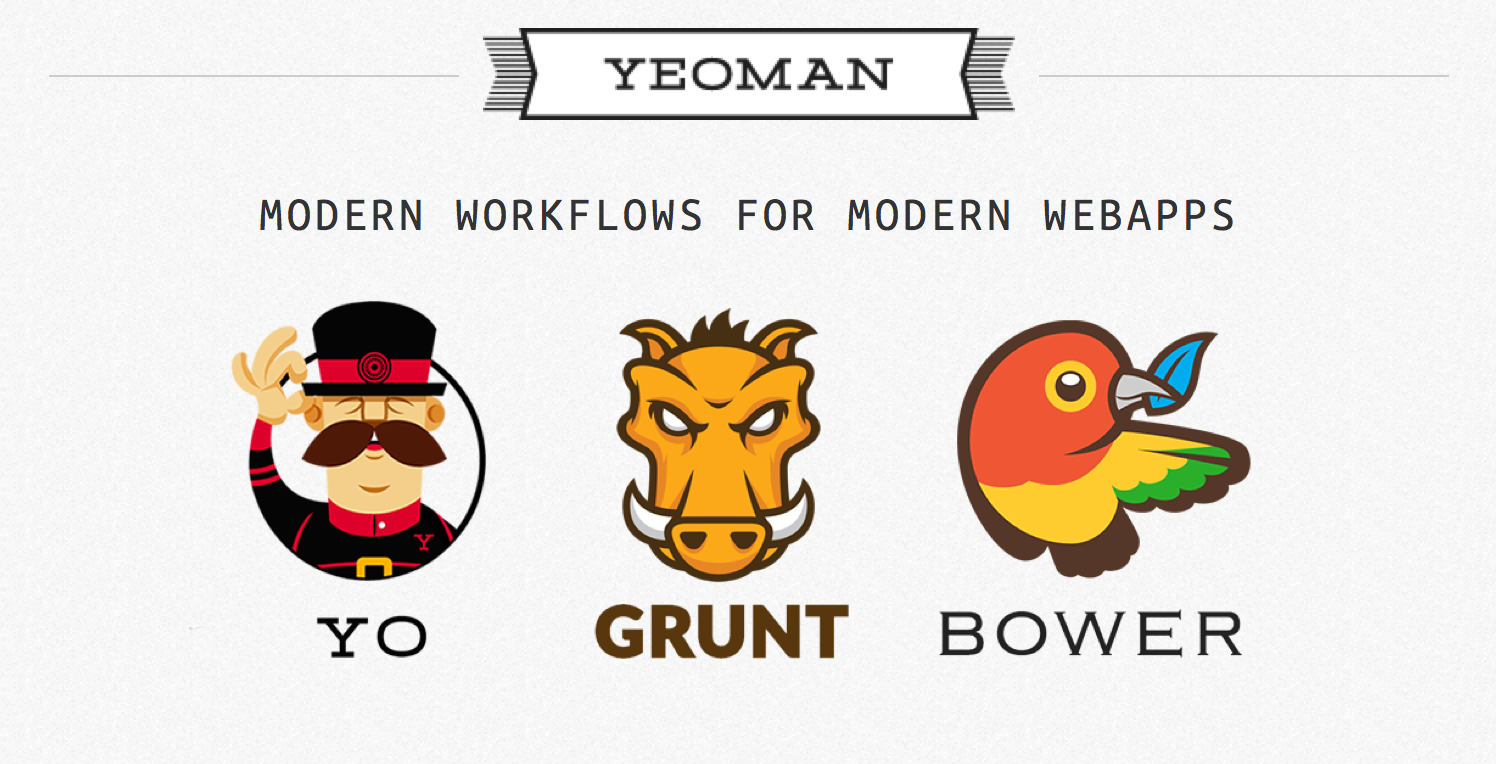 YEOMAN
MODERN WORKFLOWS FOR MODERN WEBAPPS
Y
YO
GRUNT
BOWER